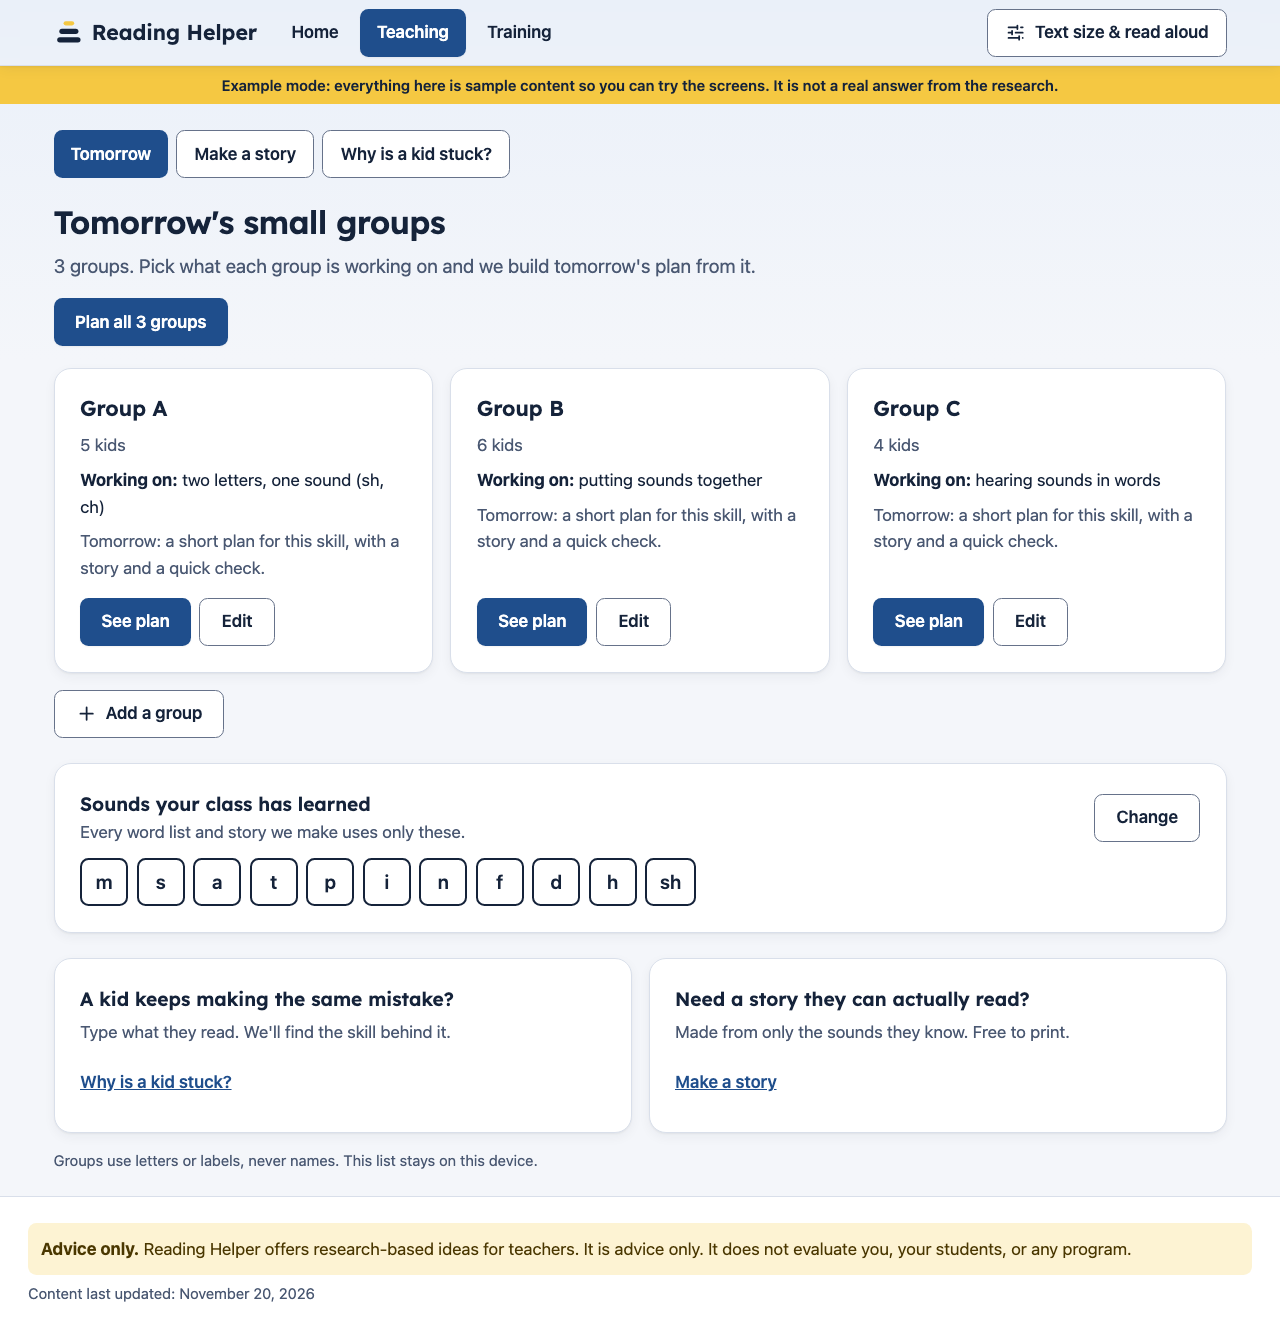 Reading Helper
Home
Teaching
Training
Text size & read aloud
Example mode: everything here is sample content so you can try the screens. It is not a real answer from the research.
Tomorrow
Make a story
Why is a kid stuck?
Tomorrow's small groups
3 groups. Pick what each group is working on and we build tomorrow's plan from it.
Plan all 3 groups
Group A
5 kids
Working on: two letters, one sound (sh,
ch)
Tomorrow: a short plan for this skill, with a
story and a quick check.
See plan
Edit
Group B
6 kids
Working on: putting sounds together
Tomorrow: a short plan for this skill, with a
story and a quick check.
See plan
Edit
Group C
4 kids
Working on: hearing sounds in words
Tomorrow: a short plan for this skill, with a
story and a quick check.
See plan
Edit
Add a group
Sounds your class has learned
Every word list and story we make uses only these.
Change
m s a t p i n f d h sh
A kid keeps making the same mistake?
Type what they read. We'll find the skill behind it.
Why is a kid stuck?
Need a story they can actually read?
Made from only the sounds they know. Free to print.
Make a story
Groups use letters or labels, never names. This list stays on this device.
Advice only. Reading Helper offers research-based ideas for teachers. It is advice only. It does not evaluate you, your students, or any program.
Content last updated: November 20, 2026